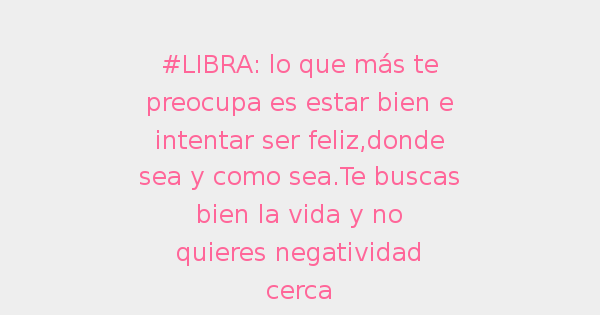 #LIBRA: lo que más te
preocupa es estar bien e
intentar ser feliz,donde
sea y como sea.Te buscas
bien la vida y no
quieres negatividad
cerca